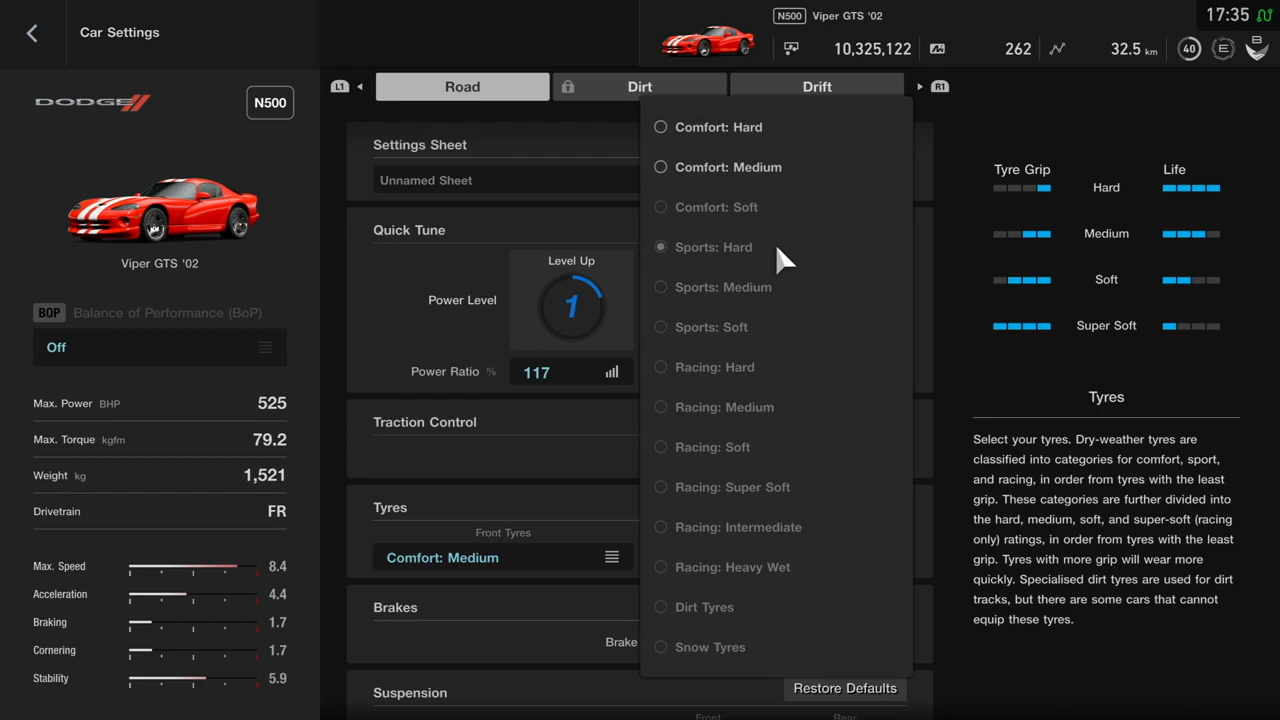 Car Settings
N500 Viper GTS '02
10,325,122
262
32.5 km
17:35
40
E
B
DODGE
N500
Viper GTS '02
BOP Balance of Performance (BoP)
Off
Max. Power BHP 525
Max. Torque kgfm 79.2
Weight kg 1,521
Drivetrain FR
Max. Speed 8.4
Acceleration 4.4
Braking 1.7
Cornering 1.7
Stability 5.9
L1 Road Dirt Drift R1
Settings Sheet
Unnamed Sheet
Quick Tune
Level Up
Power Level 1
Power Ratio % 117
Traction Control
Tyres
Front Tyres
Comfort: Medium
Brakes
Brake
Suspension
Front Rear
Comfort: Hard
Comfort: Medium
Comfort: Soft
Sports: Hard
Sports: Medium
Sports: Soft
Racing: Hard
Racing: Medium
Racing: Soft
Racing: Super Soft
Racing: Intermediate
Racing: Heavy Wet
Dirt Tyres
Snow Tyres
Restore Defaults
Tyre Grip Life
Hard
Medium
Soft
Super Soft
Tyres
Select your tyres. Dry-weather tyres are
classified into categories for comfort, sport,
and racing, in order from tyres with the least
grip. These categories are further divided into
the hard, medium, soft, and super-soft (racing
only) ratings, in order from tyres with the least
grip. Tyres with more grip will wear more
quickly. Specialised dirt tyres are used for dirt
tracks, but there are some cars that cannot
equip these tyres.